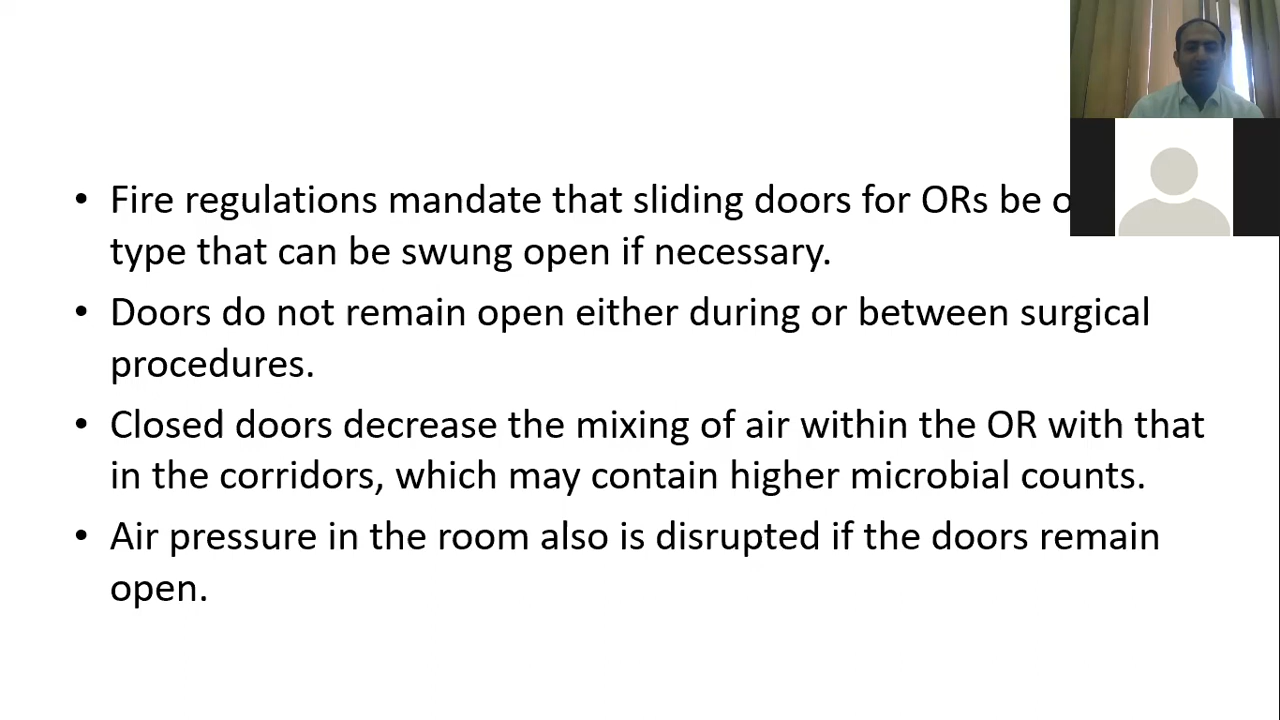 • Fire regulations mandate that sliding doors for ORs be
type that can be swung open if necessary.
• Doors do not remain open either during or between surgical
procedures.
• Closed doors decrease the mixing of air within the OR with that
in the corridors, which may contain higher microbial counts.
• Air pressure in the room also is disrupted if the doors remain
open.